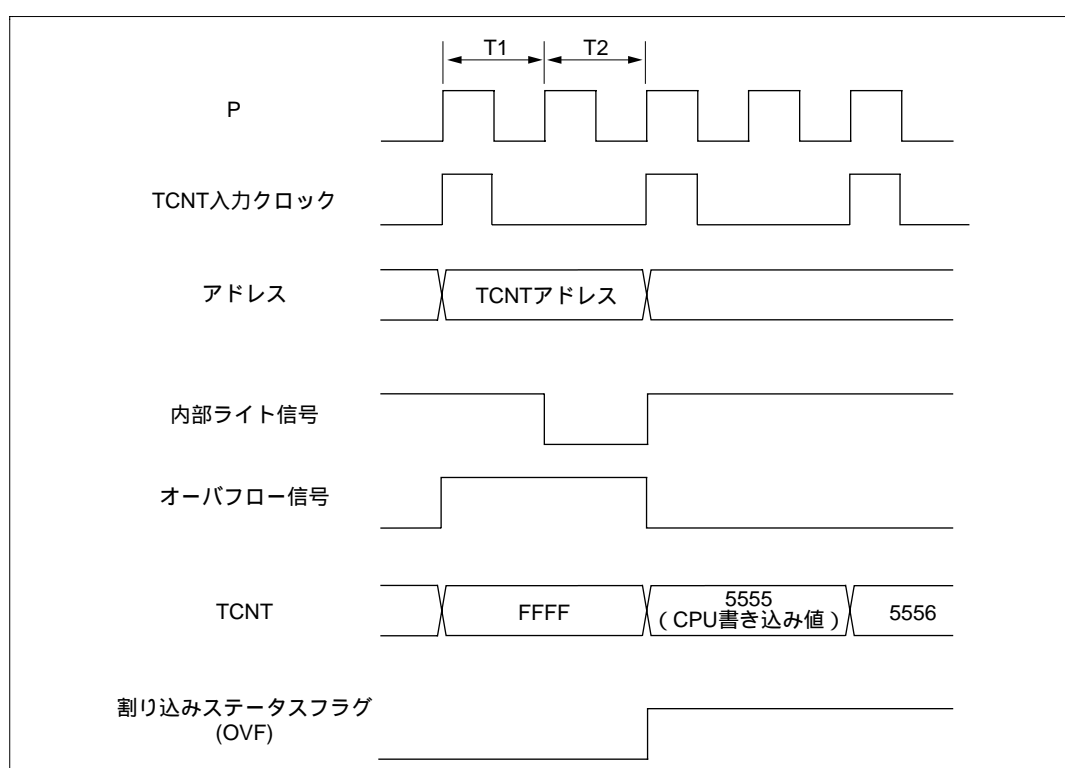 T1 T2
P
TCNT入力クロック
アドレス
TCNTアドレス
内部ライト信号
オーバフロー信号
TCNT
FFFF
5555
(CPU書き込み値)
5556
割り込みステータスフラグ
(OVF)